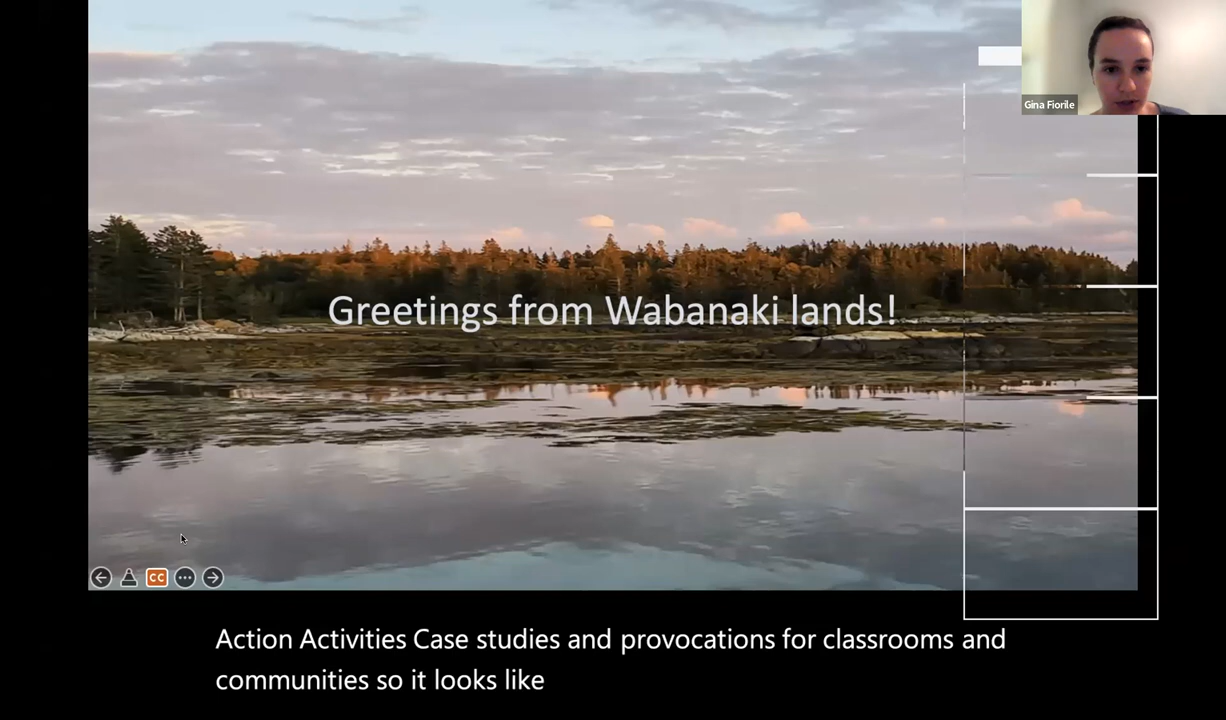 Gina Fiorile
Greetings from Wabanaki lands!
CC
Action Activities Case studies and provocations for classrooms and
communities so it looks like